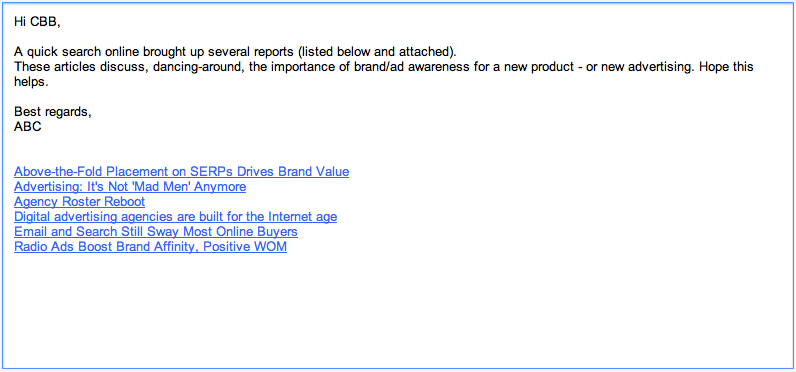 Hi CBB,
A quick search online brought up several reports (listed below and attached).
These articles discuss, dancing-around, the importance of brand/ad awareness for a new product - or new advertising. Hope this
helps.
Best regards,
ABC
Above-the-Fold Placement on SERPs Drives Brand Value
Advertising: It's Not 'Mad Men' Anymore
Agency Roster Reboot
Digital advertising agencies are built for the Internet age
Email and Search Still Sway Most Online Buyers
Radio Ads Boost Brand Affinity, Positive WOM